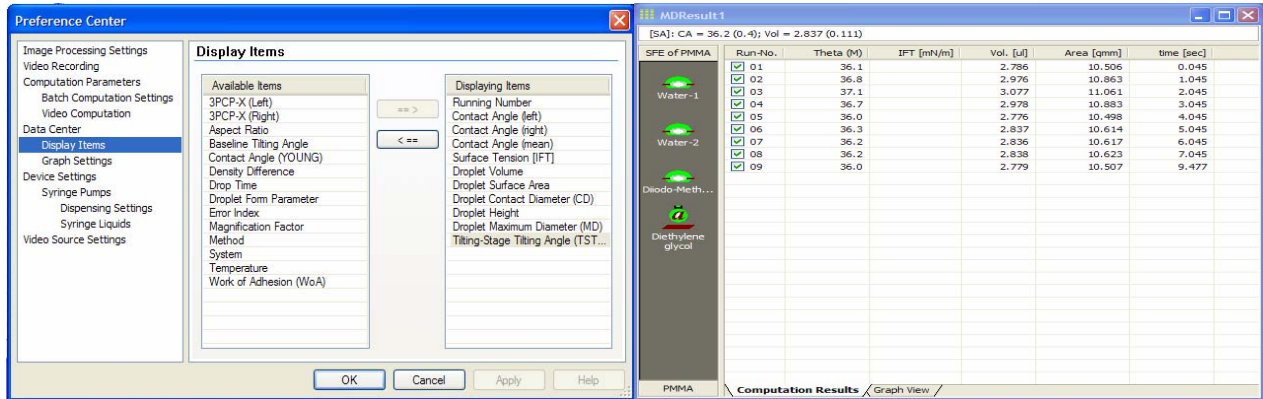 Preference Center
Image Processing Settings
Video Recording
Computation Parameters
Batch Computation Settings
Video Computation
Data Center
Display Items
Graph Settings
Device Settings
Syringe Pumps
Dispensing Settings
Syringe Liquids
Video Source Settings
Display Items
Available Items
3PCP-X (Left)
3PCP-X (Right)
Aspect Ratio
Baseline Tilting Angle
Contact Angle (YOUNG)
Density Difference
Drop Time
Droplet Form Parameter
Error Index
Magnification Factor
Method
System
Temperature
Work of Adhesion (WoA)
== >
< ==
Displaying Items
Running Number
Contact Angle (left)
Contact Angle (right)
Contact Angle (mean)
Surface Tension [IFT]
Droplet Volume
Droplet Surface Area
Droplet Contact Diameter (CD)
Droplet Height
Droplet Maximum Diameter (MD)
Tilting-Stage Tilting Angle (TST...
OK Cancel Apply Help
MDResult1
[SA]: CA = 36.2 (0.4); Vol = 2.837 (0.111)
SFE of PMMA
Water-1
Water-2
Diiodo-Meth...
a
Diethylene
glycol
PMMA
Run-No. Theta (M) IFT [mN/m] Vol. [ul] Area [qmm] time [sec]
01 36.1 2.786 10.506 0.045
02 36.8 2.976 10.863 1.045
03 37.1 3.077 11.061 2.045
04 36.7 2.978 10.883 3.045
05 36.0 2.776 10.498 4.045
06 36.3 2.837 10.614 5.045
07 36.2 2.836 10.617 6.045
08 36.2 2.838 10.623 7.045
09 36.0 2.779 10.507 9.477
Computation Results Graph View